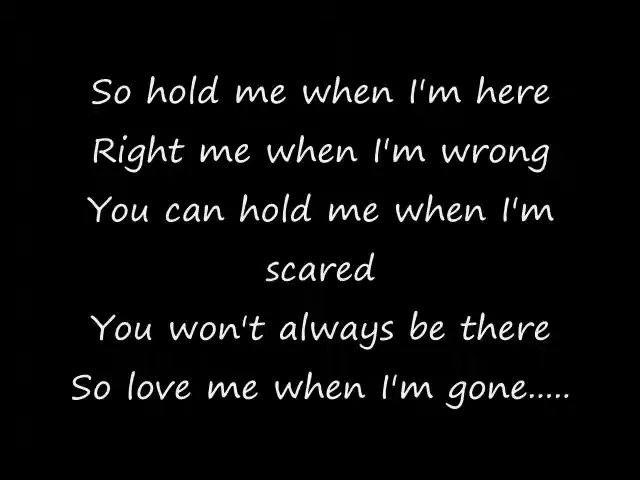 So hold me when I'm here
Right me when I'm wrong
You can hold me when I'm
scared
You won't always be there
So love me when I'm gone.....